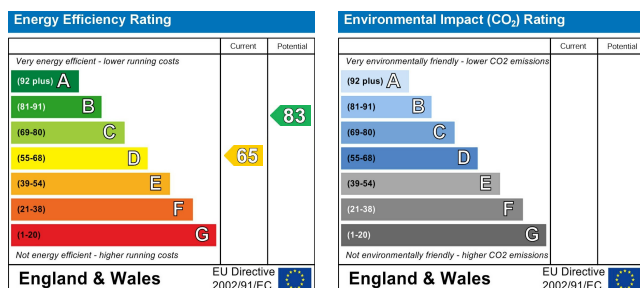 Energy Efficiency Rating
Current Potential
Very energy efficient - lower running costs
(92 plus) A
(81-91) B
83
(69-80) C
(55-68) D
65
(39-54) E
(21-38) F
(1-20) G
Not energy efficient - higher running costs
England & Wales
EU Directive
2002/91/EC
Environmental Impact (CO2) Rating
Current Potential
Very environmentally friendly - lower CO2 emissions
(92 plus) A
(81-91) B
(69-80) C
(55-68) D
(39-54) E
(21-38) F
(1-20) G
Not environmentally friendly - higher CO2 emissions
England & Wales
EU Directive
2002/91/EC